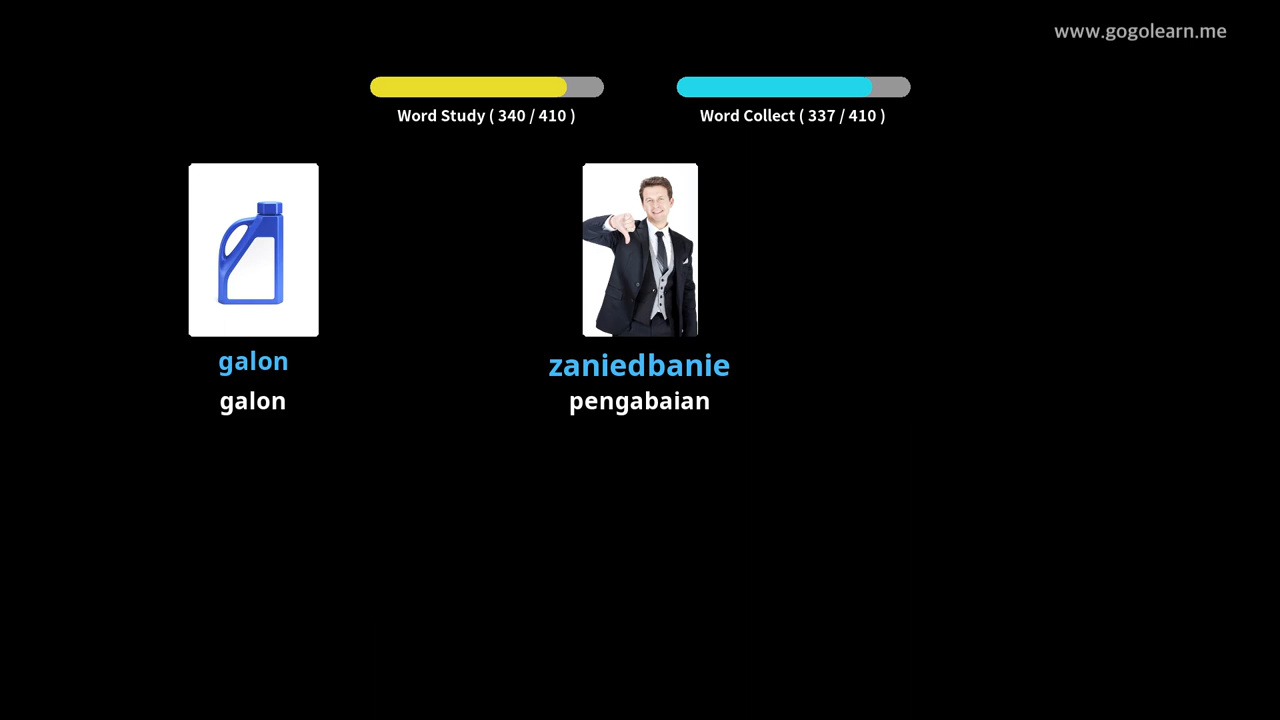 www.gogolearn.me
Word Study ( 340 / 410 )
Word Collect ( 337 / 410 )
galon
galon
zaniedbanie
pengabaian